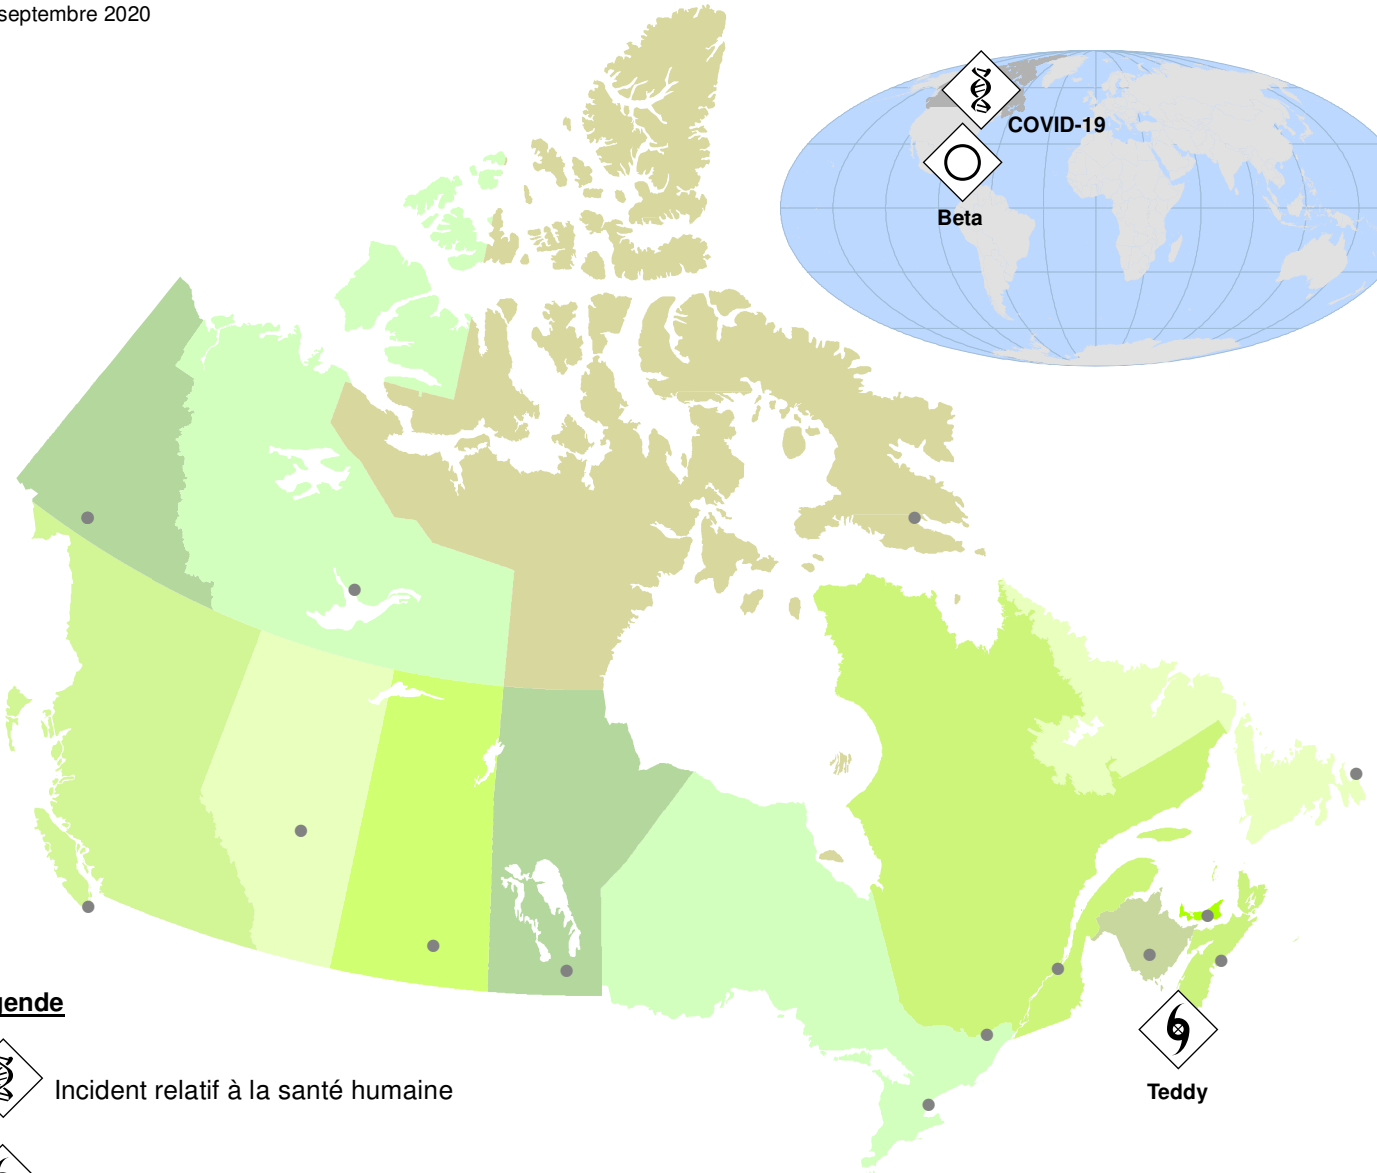 septembre 2020
COVID-19
Beta
gende
Incident relatif à la santé humaine
Teddy